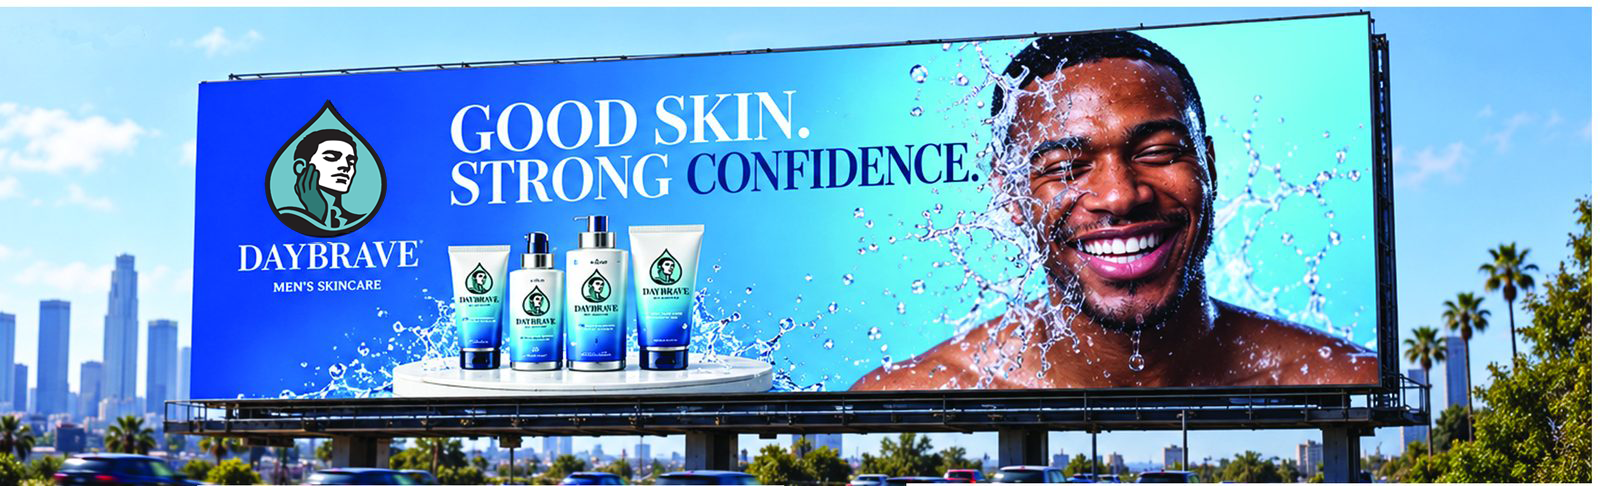 GOOD SKIN.
STRONG CONFIDENCE.
DAYBRAVE
MEN'S SKINCARE
DAYBRAVE
DAYBRAVE
DAYBRAVE
DAYBRAVE